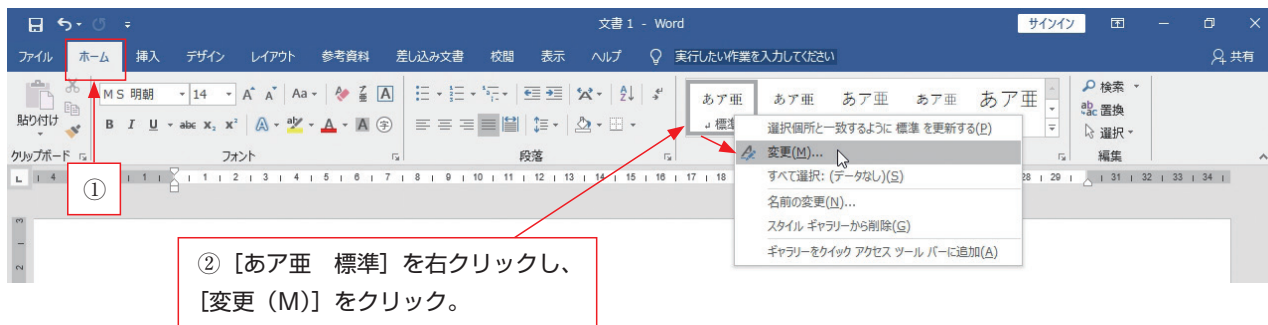 文書 1 - Word
サインイン
ファイル ホーム 挿入 デザイン レイアウト 参考資料 差し込み文書 校閲 表示 ヘルプ 実行したい作業を入力してください 共有
貼り付け
クリップボード
ＭＳ 明朝 14 A A Aa A
B I U abc x₂ x² A aby A A 字
フォント
段落
あア亜 あア亜 あア亜 あア亜 あア亜
標準
検索
置換
選択
編集
選択個所と一致するように 標準 を更新する(P)
変更(M)...
すべて選択: (データなし)(S)
名前の変更(N)...
スタイル ギャラリーから削除(G)
ギャラリーをクイック アクセス ツール バーに追加(A)
①
② [あア亜　標準] を右クリックし、
[変更（M）] をクリック。